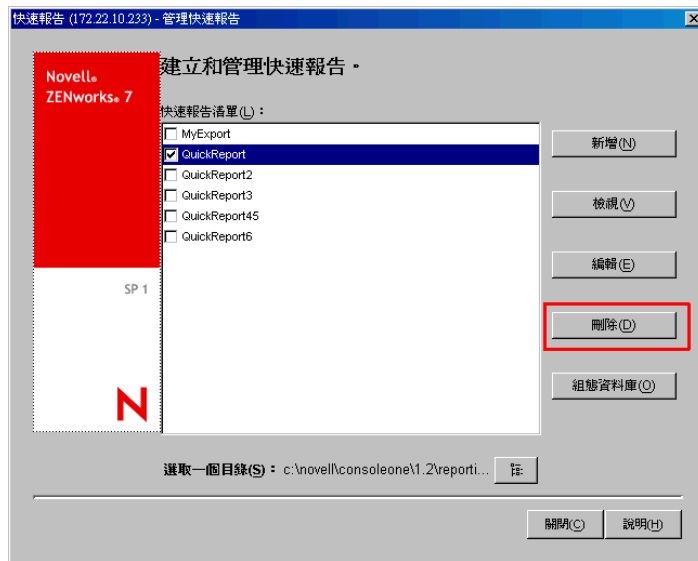 快速報告 (172.22.10.233) - 管理快速報告
Novell®
ZENworks® 7
建立和管理快速報告。
快速報告清單(L)：
MyExport
QuickReport
QuickReport2
QuickReport3
QuickReport45
QuickReport6
新增(N)
檢視(V)
編輯(E)
刪除(D)
組態資料庫(O)
SP 1
N
選取一個目錄(S)：c:\novell\consoleone\1.2\reporti...
關閉(C)
說明(H)